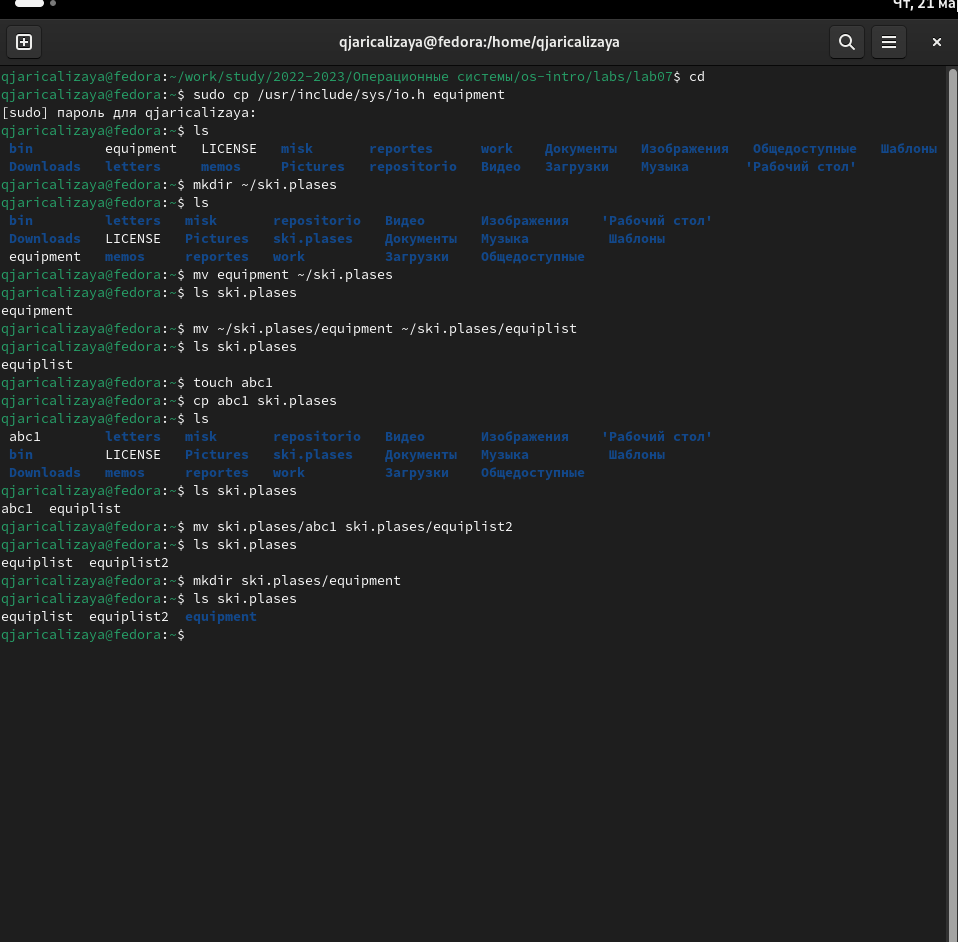 Чт, 21 мар
qjaricalizaya@fedora:/home/qjaricalizaya
qjaricalizaya@fedora:~/work/study/2022-2023/Операционные системы/os-intro/labs/lab07$ cd
qjaricalizaya@fedora:~$ sudo cp /usr/include/sys/io.h equipment
[sudo] пароль для qjaricalizaya:
qjaricalizaya@fedora:~$ ls
bin equipment LICENSE misk reportes work Документы Изображения Общедоступные Шаблоны
Downloads letters memos Pictures repositorio Видео Загрузки Музыка 'Рабочий стол'
qjaricalizaya@fedora:~$ mkdir ~/ski.plases
qjaricalizaya@fedora:~$ ls
bin letters misk repositorio Видео Изображения 'Рабочий стол'
Downloads LICENSE Pictures ski.plases Документы Музыка Шаблоны
equipment memos reportes work Загрузки Общедоступные
qjaricalizaya@fedora:~$ mv equipment ~/ski.plases
qjaricalizaya@fedora:~$ ls ski.plases
equipment
qjaricalizaya@fedora:~$ mv ~/ski.plases/equipment ~/ski.plases/equiplist
qjaricalizaya@fedora:~$ ls ski.plases
equiplist
qjaricalizaya@fedora:~$ touch abc1
qjaricalizaya@fedora:~$ cp abc1 ski.plases
qjaricalizaya@fedora:~$ ls
abc1 letters misk repositorio Видео Изображения 'Рабочий стол'
bin LICENSE Pictures ski.plases Документы Музыка Шаблоны
Downloads memos reportes work Загрузки Общедоступные
qjaricalizaya@fedora:~$ ls ski.plases
abc1 equiplist
qjaricalizaya@fedora:~$ mv ski.plases/abc1 ski.plases/equiplist2
qjaricalizaya@fedora:~$ ls ski.plases
equiplist equiplist2
qjaricalizaya@fedora:~$ mkdir ski.plases/equipment
qjaricalizaya@fedora:~$ ls ski.plases
equiplist equiplist2 equipment
qjaricalizaya@fedora:~$